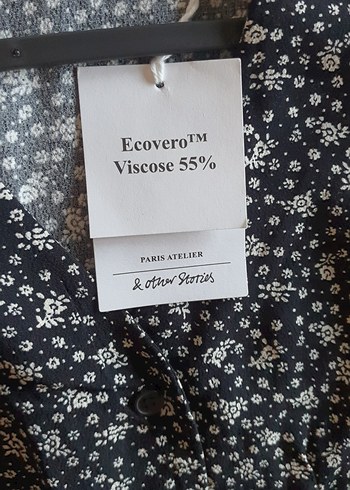 Ecovero™
Viscose 55%
PARIS ATELIER
& other Stories